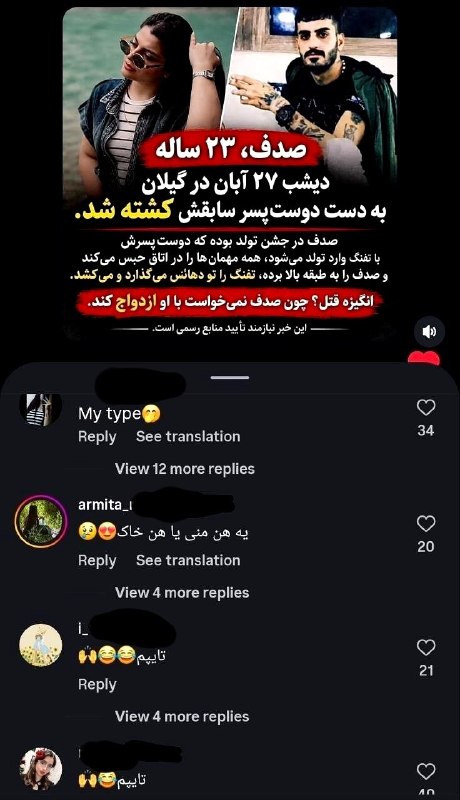 صدف، ۲۳ ساله
دیشب ۲۷ آبان در گیلان
به دست دوست‌پسر سابقش کشته شد.
صدف در جشن تولد بوده که دوست‌پسرش
با تفنگ وارد تولد می‌شود، همه مهمان‌ها را در اتاق حبس می‌کند
و صدف را به طبقه بالا برده، تفنگ را تو دهانش می‌گذارد و می‌کشد.
انگیزه قتل؟ چون صدف نمی‌خواست با او ازدواج کند.
این خبر نیازمند تأیید منابع رسمی است.
My type🤭
34
Reply See translation
View 12 more replies
armita_
یه هن منی یا هن خاک😍😢
20
Reply See translation
View 4 more replies
i_
تایپم😂😂🙌
21
Reply
View 4 more replies
تایپم😂🙌